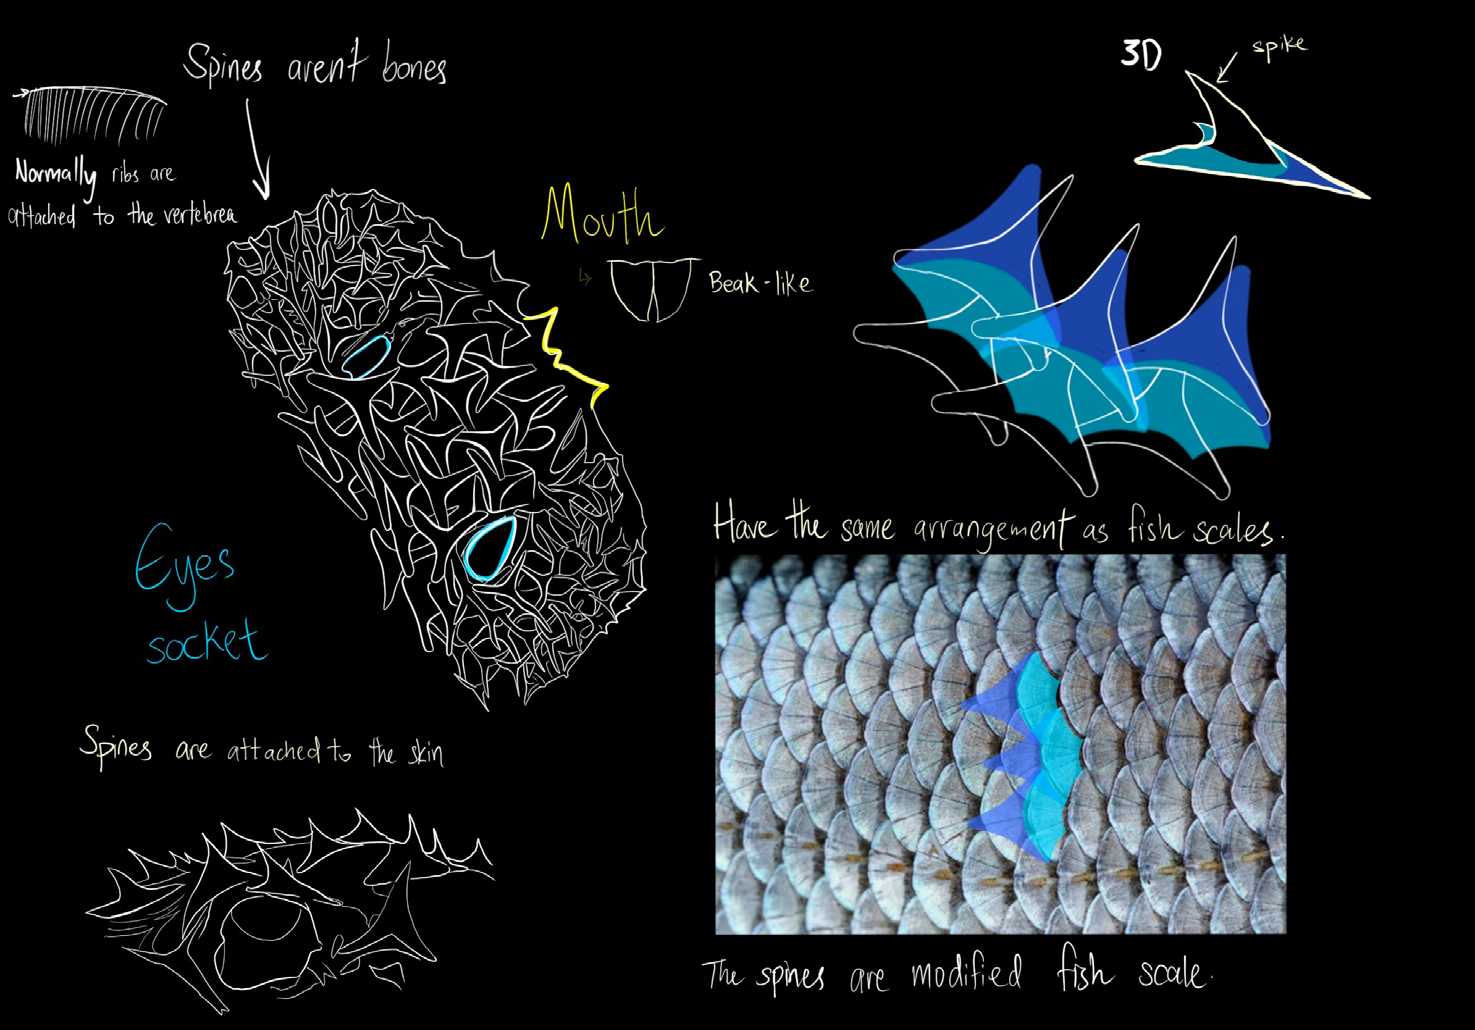 Spines aren't bones
Normally ribs are
attached to the vertebrea
Mouth
Beak-like
3D
spike
Have the same arrangement as fish scales.
Eyes
socket
Spines are attached to the skin
The spines are modified fish scale.